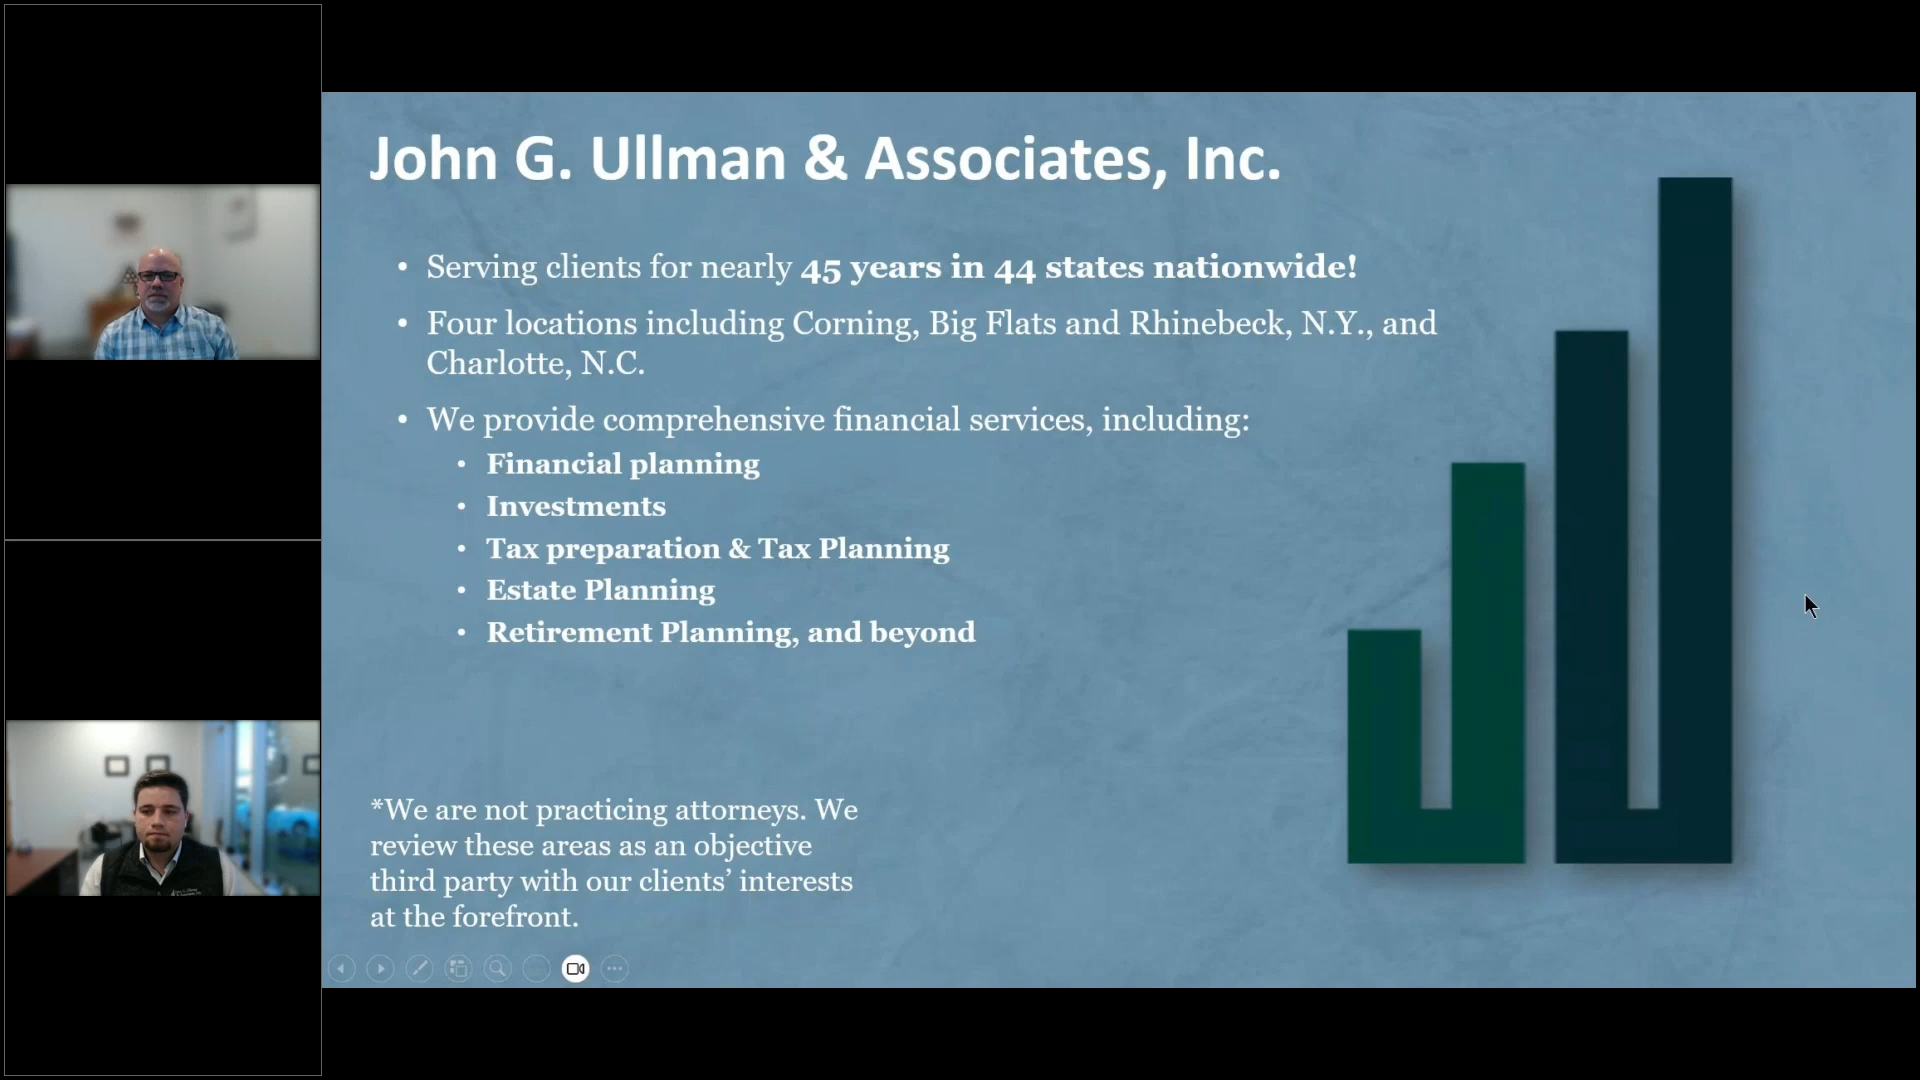 John G. Ullman & Associates, Inc.
• Serving clients for nearly 45 years in 44 states nationwide!
• Four locations including Corning, Big Flats and Rhinebeck, N.Y., and
Charlotte, N.C.
• We provide comprehensive financial services, including:
• Financial planning
• Investments
• Tax preparation & Tax Planning
• Estate Planning
• Retirement Planning, and beyond
*We are not practicing attorneys. We
review these areas as an objective
third party with our clients’ interests
at the forefront.